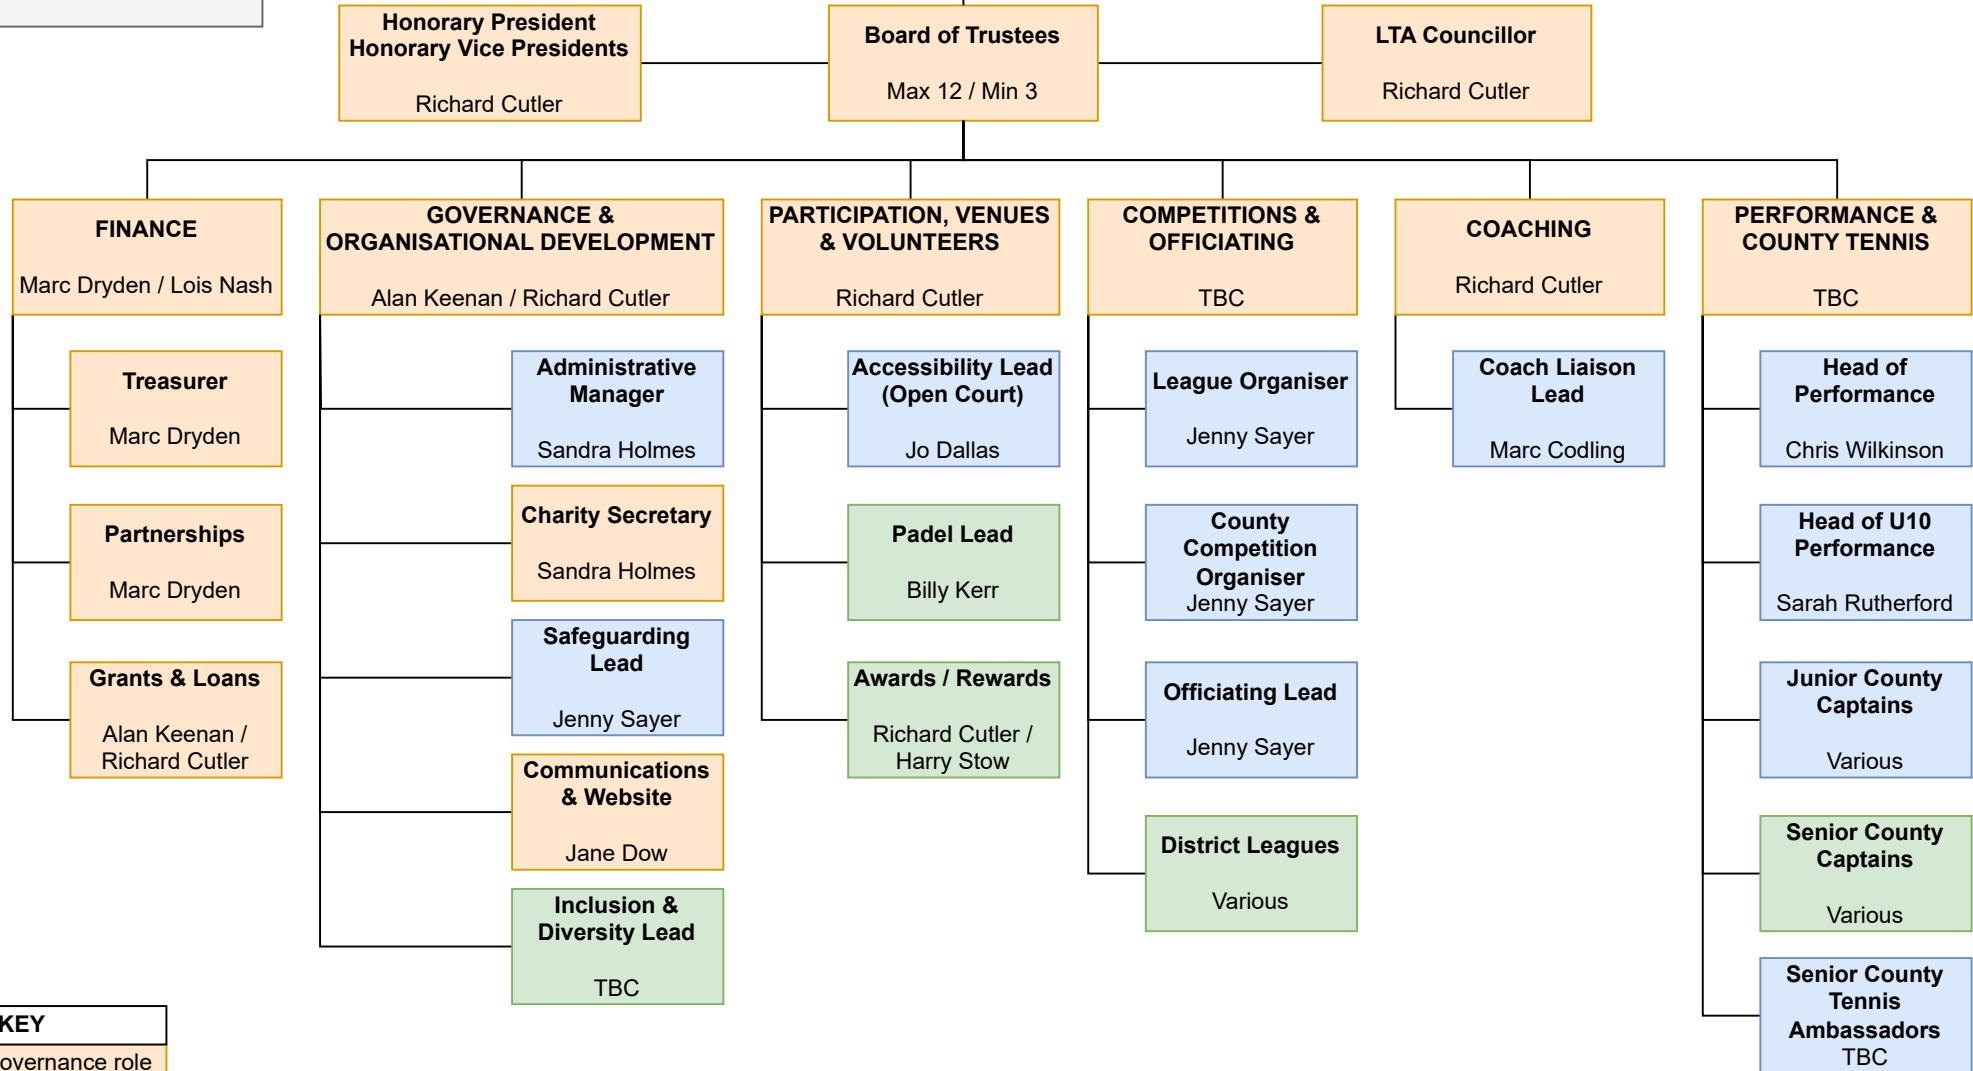 Honorary President
Honorary Vice Presidents
Richard Cutler
Board of Trustees
Max 12 / Min 3
LTA Councillor
Richard Cutler
FINANCE
Marc Dryden / Lois Nash
GOVERNANCE &
ORGANISATIONAL DEVELOPMENT
Alan Keenan / Richard Cutler
PARTICIPATION, VENUES
& VOLUNTEERS
Richard Cutler
COMPETITIONS &
OFFICIATING
TBC
COACHING
Richard Cutler
PERFORMANCE &
COUNTY TENNIS
TBC
Treasurer
Marc Dryden
Partnerships
Marc Dryden
Grants & Loans
Alan Keenan /
Richard Cutler
Administrative
Manager
Sandra Holmes
Charity Secretary
Sandra Holmes
Safeguarding
Lead
Jenny Sayer
Communications
& Website
Jane Dow
Inclusion &
Diversity Lead
TBC
Accessibility Lead
(Open Court)
Jo Dallas
Padel Lead
Billy Kerr
Awards / Rewards
Richard Cutler /
Harry Stow
League Organiser
Jenny Sayer
County
Competition
Organiser
Jenny Sayer
Officiating Lead
Jenny Sayer
District Leagues
Various
Coach Liaison
Lead
Marc Codling
Head of
Performance
Chris Wilkinson
Head of U10
Performance
Sarah Rutherford
Junior County
Captains
Various
Senior County
Captains
Various
Senior County
Tennis
Ambassadors
TBC
KEY
overnance role